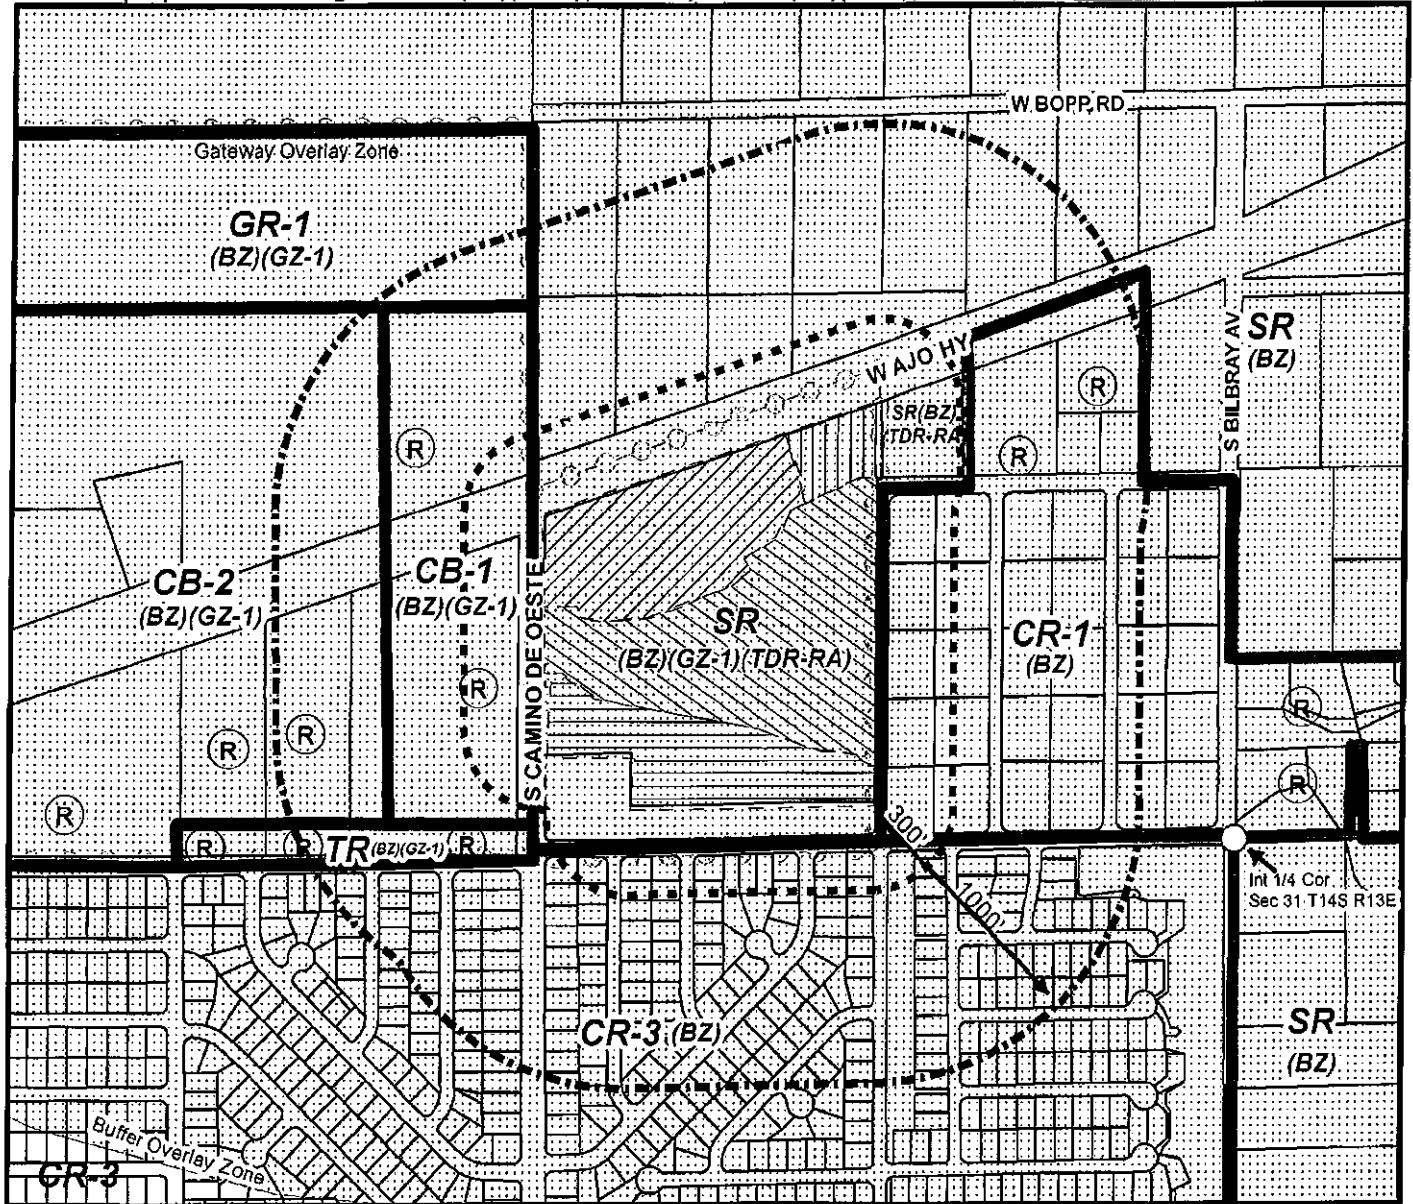 W BOPP RD
Gateway Overlay Zone
GR-1
(BZ)(GZ-1)
W AJO HY
S BILBRAY AV
SR
(BZ)
R
R
R
SR(BZ)
(TDR-RA
CB-2
(BZ)(GZ-1)
CB-1
(BZ)(GZ-1)
S CAMINO DE OESTE
SR
(BZ)(GZ-1)(TDR-RA)
CR-1
(BZ)
R
R
R
R
R
R
R
R
R
TR (BZ)(GZ-1)
300'
1000'
Int 1/4 Cor
Sec 31 T14S R13E
CR-3 (BZ)
SR
(BZ)
Buffer Overlay Zone
CR-3